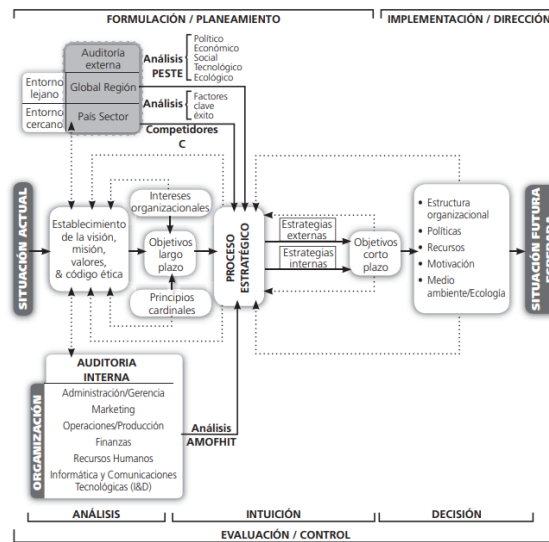 FORMULACIÓN / PLANEAMIENTO
IMPLEMENTACIÓN / DIRECCIÓN
Auditoría
externa
Entorno
lejano
Global Región
Entorno
cercano
País Sector
Análisis
PESTE
Político
Económico
Social
Tecnológico
Ecológico
Análisis
Factores
clave
éxito
Competidores
C
SITUACIÓN ACTUAL
Establecimiento
de la visión,
misión,
valores,
& código ética
Intereses
organizacionales
Objetivos
largo
plazo
Principios
cardinales
PROCESO
ESTRATÉGICO
Estrategias
externas
Estrategias
internas
Objetivos
corto
plazo
• Estructura
organizacional
• Políticas
• Recursos
• Motivación
• Medio
ambiente/Ecología
SITUACIÓN FUTURA
ESPERADA
ORGANIZACIÓN
AUDITORIA
INTERNA
Administración/Gerencia
Marketing
Operaciones/Producción
Finanzas
Recursos Humanos
Informática y Comunicaciones
Tecnológicas (I&D)
Análisis
AMOFHIT
ANÁLISIS
INTUICIÓN
DECISIÓN
EVALUACIÓN / CONTROL